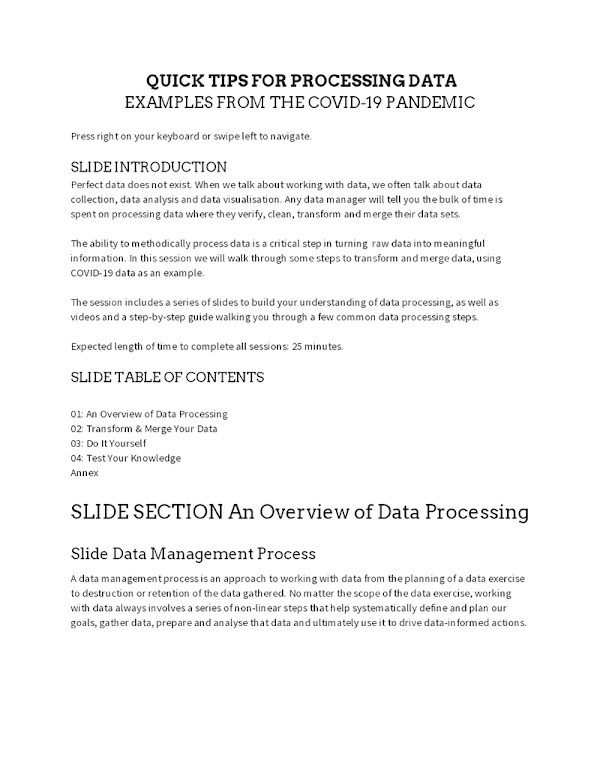 QUICK TIPS FOR PROCESSING DATA
EXAMPLES FROM THE COVID-19 PANDEMIC
Press right on your keyboard or swipe left to navigate.
SLIDE INTRODUCTION
Perfect data does not exist. When we talk about working with data, we often talk about data
collection, data analysis and data visualisation. Any data manager will tell you the bulk of time is
spent on processing data where they verify, clean, transform and merge their data sets.
The ability to methodically process data is a critical step in turning raw data into meaningful
information. In this session we will walk through some steps to transform and merge data, using
COVID-19 data as an example.
The session includes a series of slides to build your understanding of data processing, as well as
videos and a step-by-step guide walking you through a few common data processing steps.
Expected length of time to complete all sessions: 25 minutes.
SLIDE TABLE OF CONTENTS
01: An Overview of Data Processing
02: Transform & Merge Your Data
03: Do It Yourself
04: Test Your Knowledge
Annex
SLIDE SECTION An Overview of Data Processing
Slide Data Management Process
A data management process is an approach to working with data from the planning of a data exercise
to destruction or retention of the data gathered. No matter the scope of the data exercise, working
with data always involves a series of non-linear steps that help systematically define and plan our
goals, gather data, prepare and analyse that data and ultimately use it to drive data-informed actions.